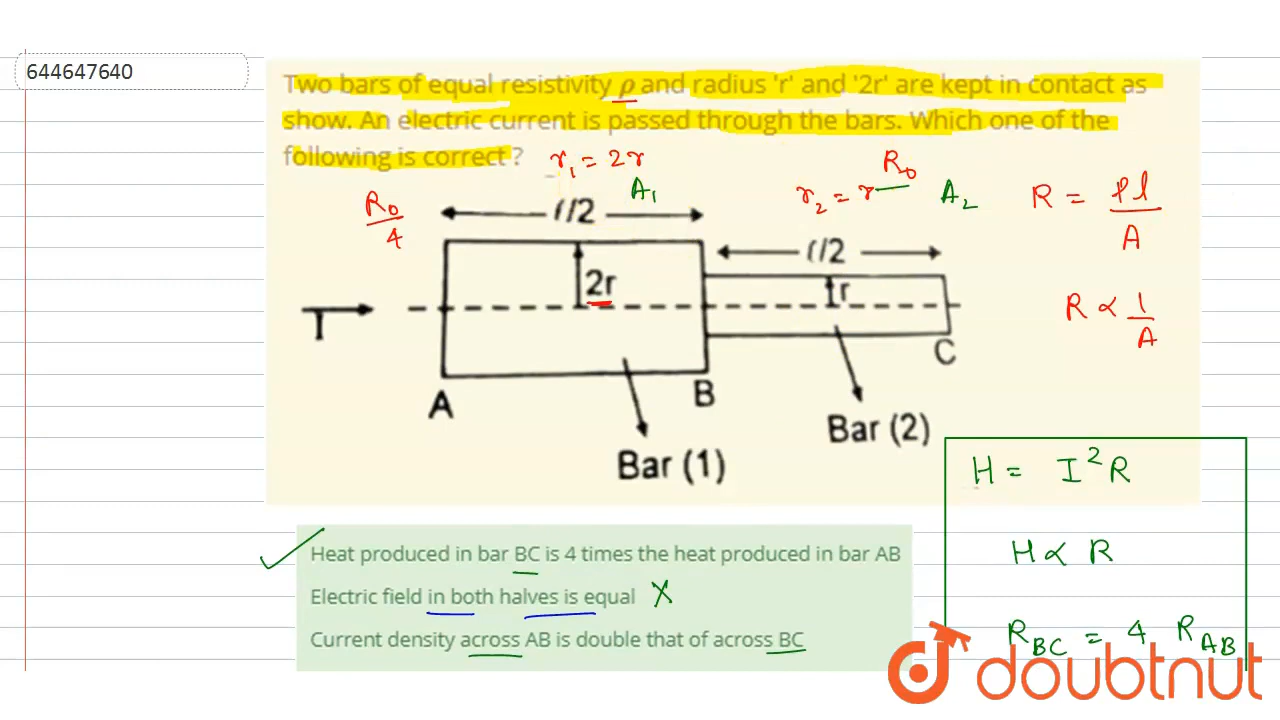 644647640
Two bars of equal resistivity ρ and radius 'r' and '2r' are kept in contact as
show. An electric current is passed through the bars. Which one of the
following is correct ?
r₁ = 2r
A₁
R₀
r₂ = r
A₂
R = ρl/A
R₀/4
l/2
l/2
2r
r
R ∝ 1/A
I
A
B
C
Bar (1)
Bar (2)
H = I²R
H ∝ R
R_BC = 4 R_AB
Heat produced in bar BC is 4 times the heat produced in bar AB
Electric field in both halves is equal X
Current density across AB is double that of across BC
doubtnut